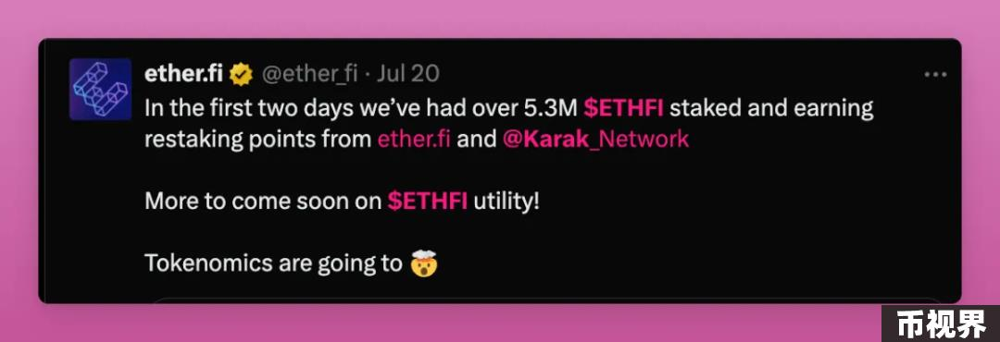 ether.fi @ether_fi · Jul 20
In the first two days we’ve had over 5.3M $ETHFI staked and earning
restaking points from ether.fi and @Karak_Network
More to come soon on $ETHFI utility!
Tokenomics are going to 🤯
币视界